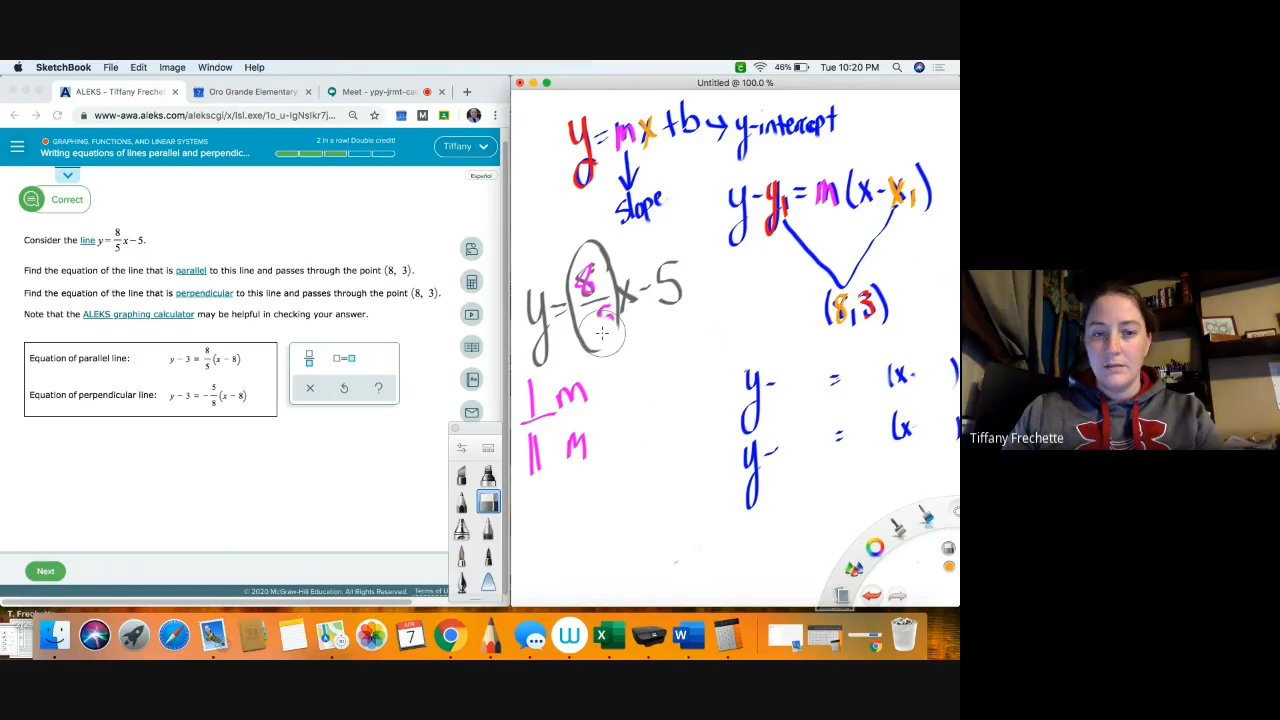 SketchBook File Edit Image Window Help
46% Tue 10:20 PM
ALEKS - Tiffany Frechet
Oro Grande Elementary
Meet - ypy-jrmt-ca
Untitled @ 100.0 %
www-awa.aleks.com/alekscgi/x/Isl.exe/1o_u-IgNsIkr7j
GRAPHING, FUNCTIONS, AND LINEAR SYSTEMS
2 In a row! Double credit!
Writing equations of lines parallel and perpendic...
Tiffany
Español
Correct
Consider the line y = 8/5 x − 5.
Find the equation of the line that is parallel to this line and passes through the point (8, 3).
Find the equation of the line that is perpendicular to this line and passes through the point (8, 3).
Note that the ALEKS graphing calculator may be helpful in checking your answer.
Equation of parallel line: y − 3 = 8/5 (x − 8)
Equation of perpendicular line: y − 3 = − 5/8 (x − 8)
Next
© 2020 McGraw-Hill Education. All Rights Reserved. Terms of U
y = mx + b → y-intercept
slope
y - y1 = m(x - x1)
(8,3)
y = (8/5)x - 5
|| m
y - = (x - )
y - = (x -
Tiffany Frechette
T. Frechette
7